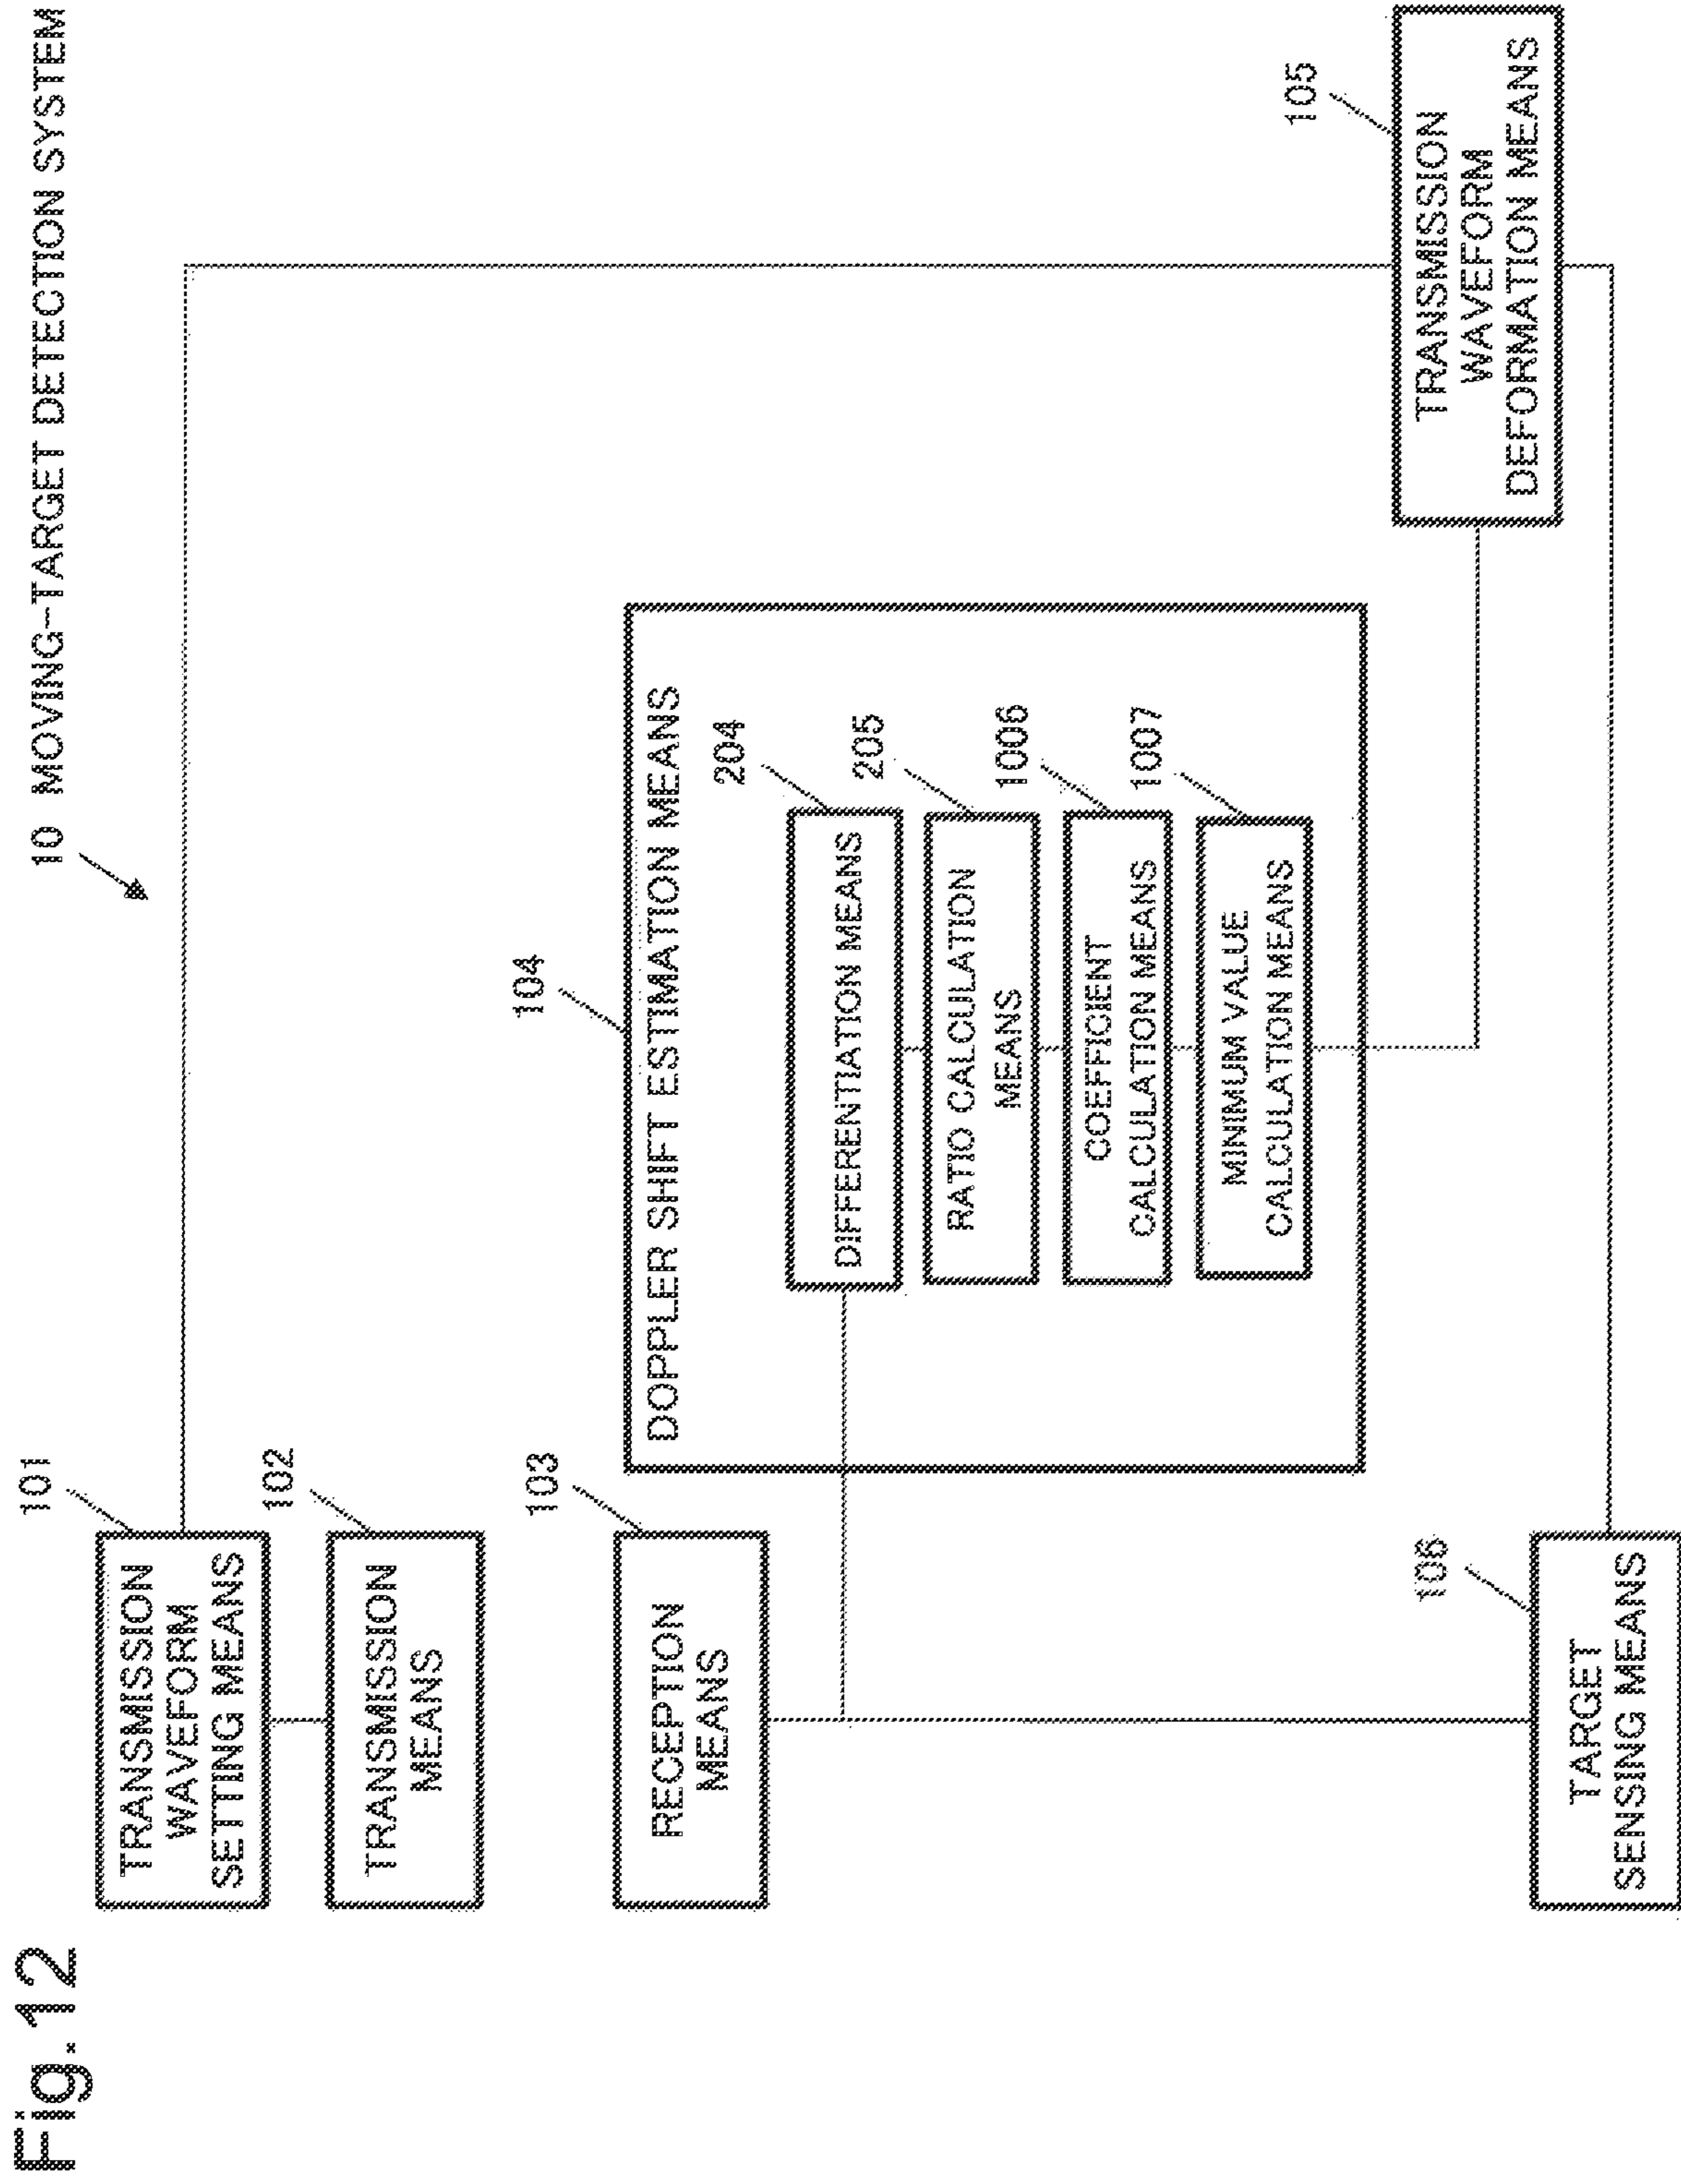 Fig.12
10 MOVING-TARGET DETECTION SYSTEM
101
TRANSMISSION
WAVEFORM
SETTING MEANS
102
TRANSMISSION
MEANS
103
RECEPTION
MEANS
104
DOPPLER SHIFT ESTIMATION MEANS
204
DIFFERENTIATION MEANS
205
RATIO CALCULATION
MEANS
1006
COEFFICIENT
CALCULATION MEANS
1007
MINIMUM VALUE
CALCULATION MEANS
105
TRANSMISSION
WAVEFORM
DEFORMATION MEANS
106
TARGET
SENSING MEANS